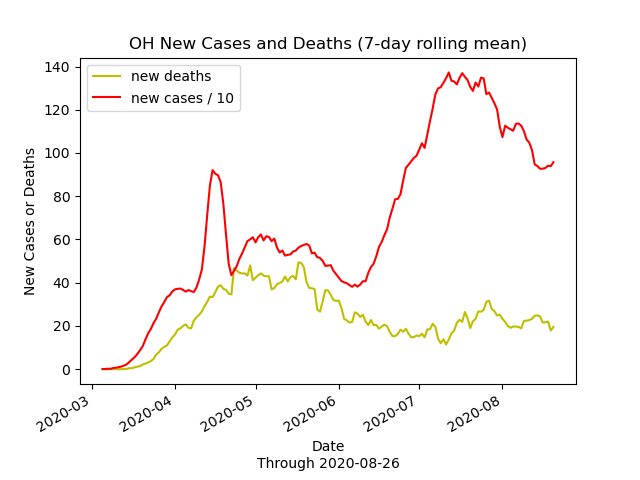 OH New Cases and Deaths (7-day rolling mean)
new deaths
new cases / 10
New Cases or Deaths
140
120
100
80
60
40
20
0
2020-03
2020-04
2020-05
2020-06
2020-07
2020-08
Date
Through 2020-08-26